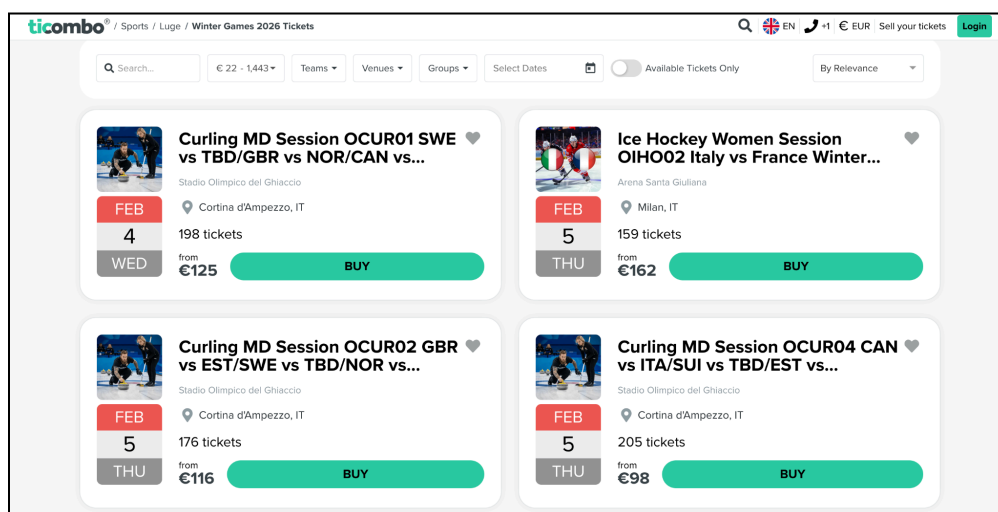 ticombo® / Sports / Luge / Winter Games 2026 Tickets
EN +1 € EUR Sell your tickets Login
Search... € 22 - 1,443 Teams Venues Groups Select Dates Available Tickets Only By Relevance
Curling MD Session OCUR01 SWE
vs TBD/GBR vs NOR/CAN vs...
Stadio Olimpico del Ghiaccio
FEB
4
WED
Cortina d'Ampezzo, IT
198 tickets
from
€125
BUY
Ice Hockey Women Session
OIHO02 Italy vs France Winter...
Arena Santa Giuliana
FEB
5
THU
Milan, IT
159 tickets
from
€162
BUY
Curling MD Session OCUR02 GBR
vs EST/SWE vs TBD/NOR vs...
Stadio Olimpico del Ghiaccio
FEB
5
THU
Cortina d'Ampezzo, IT
176 tickets
from
€116
BUY
Curling MD Session OCUR04 CAN
vs ITA/SUI vs TBD/EST vs...
Stadio Olimpico del Ghiaccio
FEB
5
THU
Cortina d'Ampezzo, IT
205 tickets
from
€98
BUY